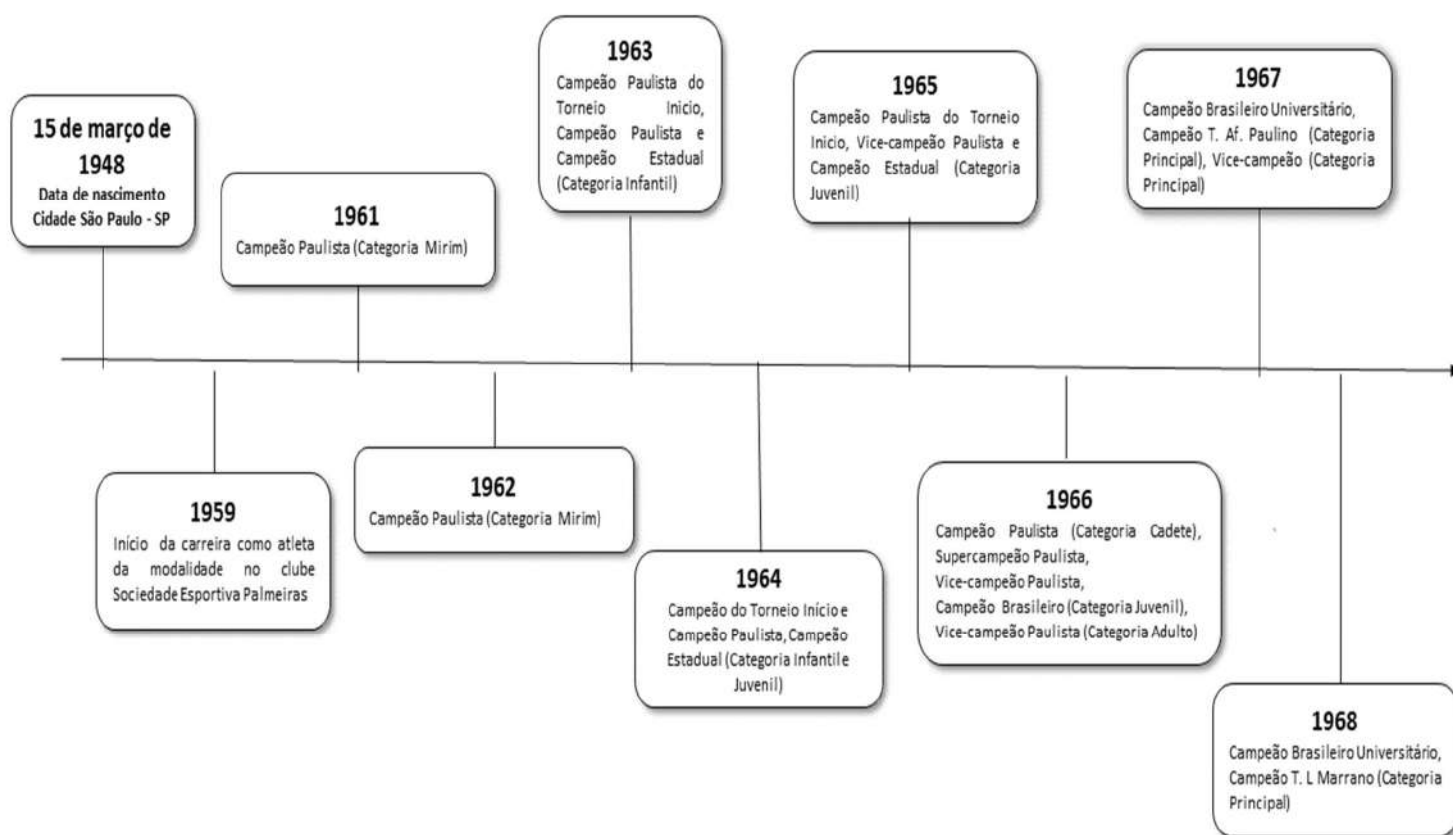 15 de março de
1948
Data de nascimento
Cidade São Paulo - SP
1959
Início da carreira como atleta
da modalidade no clube
Sociedade Esportiva Palmeiras
1961
Campeão Paulista (Categoria Mirim)
1962
Campeão Paulista (Categoria Mirim)
1963
Campeão Paulista do
Torneio Inicio,
Campeão Paulista e
Campeão Estadual
(Categoria Infantil)
1964
Campeão do Torneio Início e
Campeão Paulista, Campeão
Estadual (Categoria Infantil e
Juvenil)
1965
Campeão Paulista do Torneio
Inicio, Vice-campeão Paulista e
Campeão Estadual (Categoria
Juvenil)
1966
Campeão Paulista (Categoria Cadete),
Supercampeão Paulista,
Vice-campeão Paulista,
Campeão Brasileiro (Categoria Juvenil),
Vice-campeão Paulista (Categoria Adulto)
1967
Campeão Brasileiro Universitário,
Campeão T. Af. Paulino (Categoria
Principal), Vice-campeão (Categoria
Principal)
1968
Campeão Brasileiro Universitário,
Campeão T. L Marrano (Categoria
Principal)